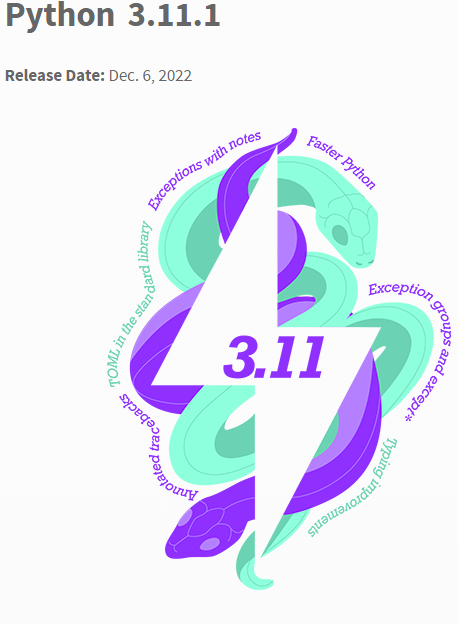 Python 3.11.1
Release Date: Dec. 6, 2022
Exceptions with notes
Faster Python
TOML in the standard library
Exception groups and except*
3.11
Annotated tracebacks
Typing improvements